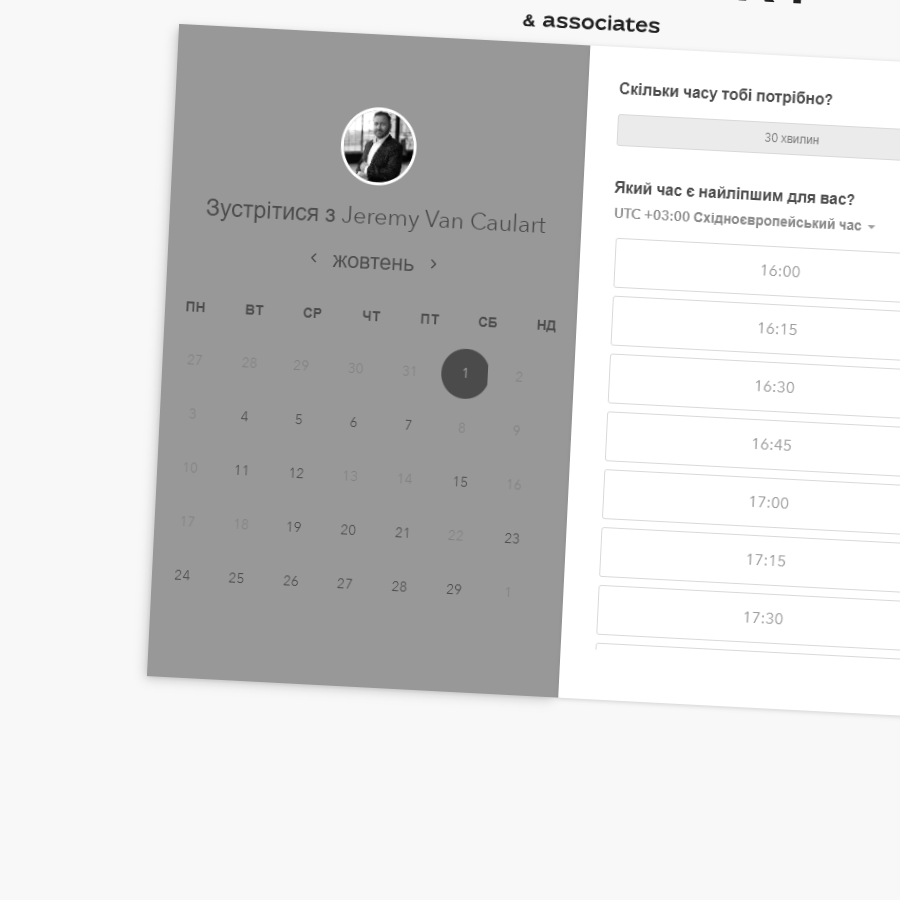 & associates
Зустрітися з Jeremy Van Caulart
‹ жовтень ›
ПН ВТ СР ЧТ ПТ СБ НД
27 28 29 30 31 1 2
3 4 5 6 7 8 9
10 11 12 13 14 15 16
17 18 19 20 21 22 23
24 25 26 27 28 29 1
Скільки часу тобі потрібно?
30 хвилин
Який час є найліпшим для вас?
UTC +03:00 Східноєвропейський час
16:00
16:15
16:30
16:45
17:00
17:15
17:30